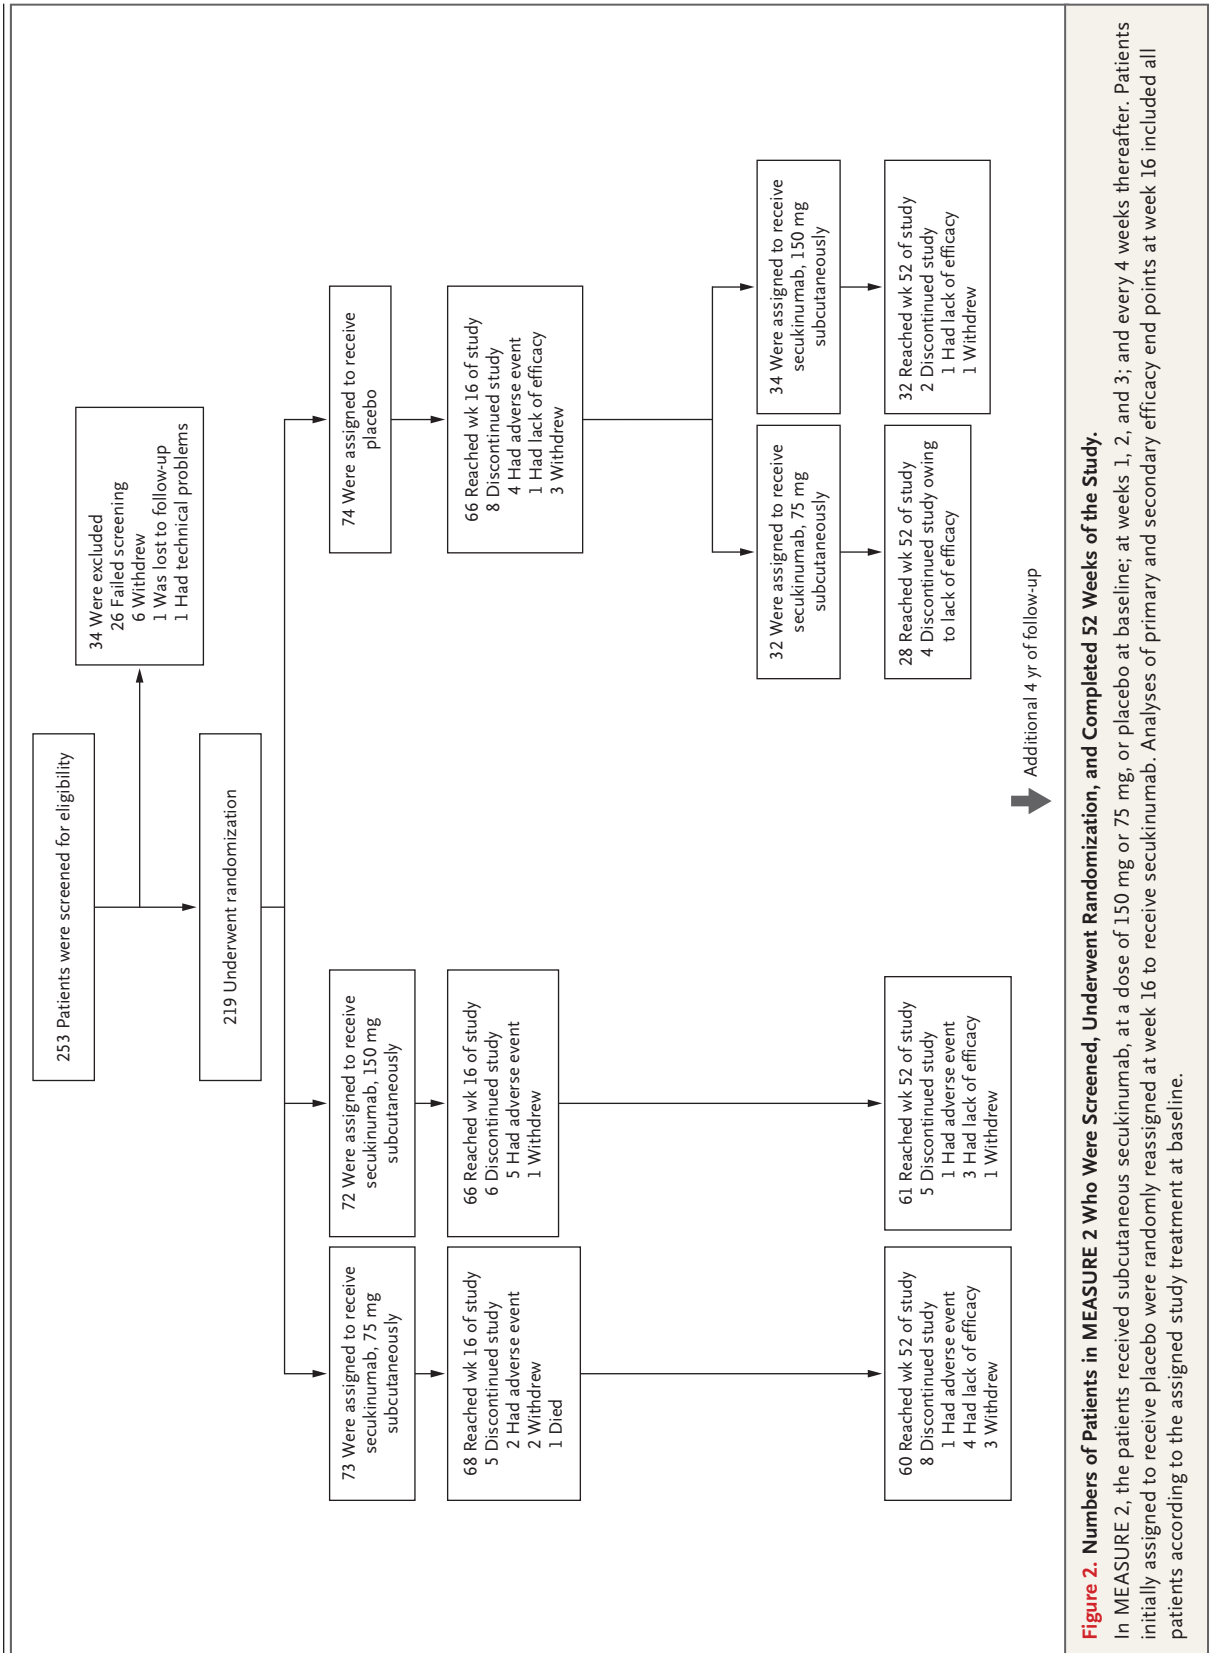 253 Patients were screened for eligibility
34 Were excluded
26 Failed screening
6 Withdrew
1 Was lost to follow-up
1 Had technical problems
219 Underwent randomization
73 Were assigned to receive
secukinumab, 75 mg
subcutaneously
72 Were assigned to receive
secukinumab, 150 mg
subcutaneously
74 Were assigned to receive
placebo
68 Reached wk 16 of study
5 Discontinued study
2 Had adverse event
2 Withdrew
1 Died
66 Reached wk 16 of study
6 Discontinued study
5 Had adverse event
1 Withdrew
66 Reached wk 16 of study
8 Discontinued study
4 Had adverse event
1 Had lack of efficacy
3 Withdrew
32 Were assigned to receive
secukinumab, 75 mg
subcutaneously
34 Were assigned to receive
secukinumab, 150 mg
subcutaneously
60 Reached wk 52 of study
8 Discontinued study
1 Had adverse event
4 Had lack of efficacy
3 Withdrew
61 Reached wk 52 of study
5 Discontinued study
1 Had adverse event
3 Had lack of efficacy
1 Withdrew
28 Reached wk 52 of study
4 Discontinued study owing
to lack of efficacy
32 Reached wk 52 of study
2 Discontinued study
1 Had lack of efficacy
1 Withdrew
Additional 4 yr of follow-up
Figure 2. Numbers of Patients in MEASURE 2 Who Were Screened, Underwent Randomization, and Completed 52 Weeks of the Study.
In MEASURE 2, the patients received subcutaneous secukinumab, at a dose of 150 mg or 75 mg, or placebo at baseline; at weeks 1, 2, and 3; and every 4 weeks thereafter. Patients
initially assigned to receive placebo were randomly reassigned at week 16 to receive secukinumab. Analyses of primary and secondary efficacy end points at week 16 included all
patients according to the assigned study treatment at baseline.